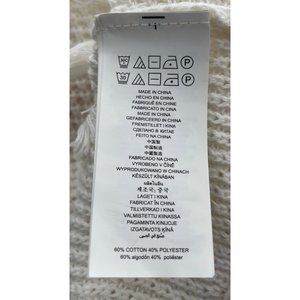 MADE IN CHINA
HECHO EN CHINA
FABRIQUÉ EN CHINE
FABBRICATO IN CINA
MADE IN CHINA
GEFABRICEERD IN CHINA
FREMSTILLET I KINA
СДЕЛАНО В КИТАЕ
FEITO NA CHINA
中国製
中国制造
中國製造
FABRICADO NA CHINA
VYROBENO V ČÍNĚ
WYPRODUKOWANO W CHINACH
KÉSZÜLT KÍNÁBAN
ผลิตในจีน
제조국, 중국
LAGET I KINA
FABRICAT ÎN CHINA
TILLVERKAD I KINA
VALMISTETTU KIINASSA
PAGAMINTA KINIJOJE
IZGATAVOTS ĶĪNĀ
صنع في الصين
60% COTTON 40% POLYESTER
60% algodón 40% poliéster